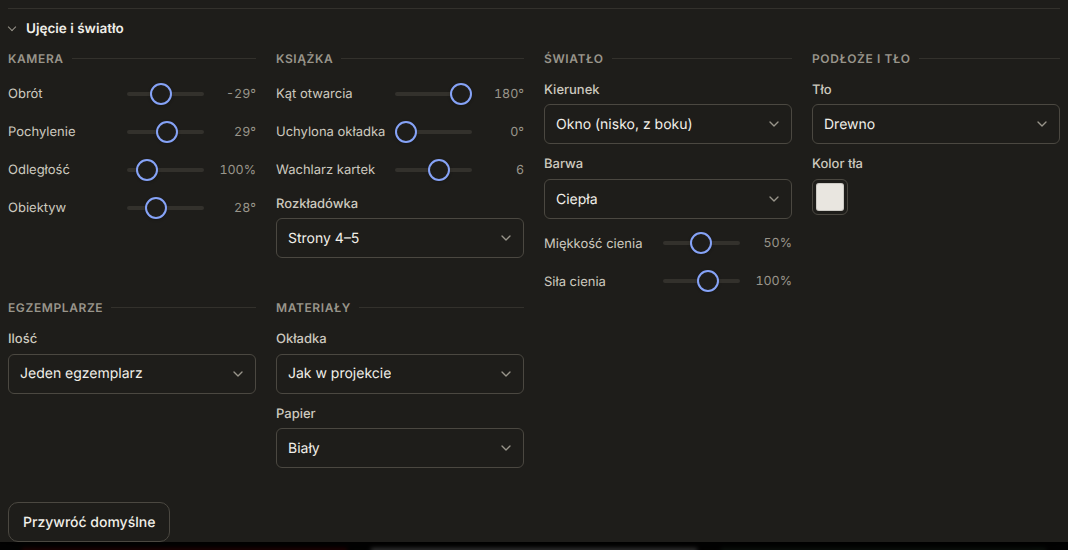 Ujęcie i światło
KAMERA
Obrót -29°
Pochylenie 29°
Odległość 100%
Obiektyw 28°
KSIĄŻKA
Kąt otwarcia 180°
Uchylona okładka 0°
Wachlarz kartek 6
Rozkładówka
Strony 4–5
ŚWIATŁO
Kierunek
Okno (nisko, z boku)
Barwa
Ciepła
Miękkość cienia 50%
Siła cienia 100%
PODŁOŻE I TŁO
Tło
Drewno
Kolor tła
EGZEMPLARZE
Ilość
Jeden egzemplarz
MATERIAŁY
Okładka
Jak w projekcie
Papier
Biały
Przywróć domyślne